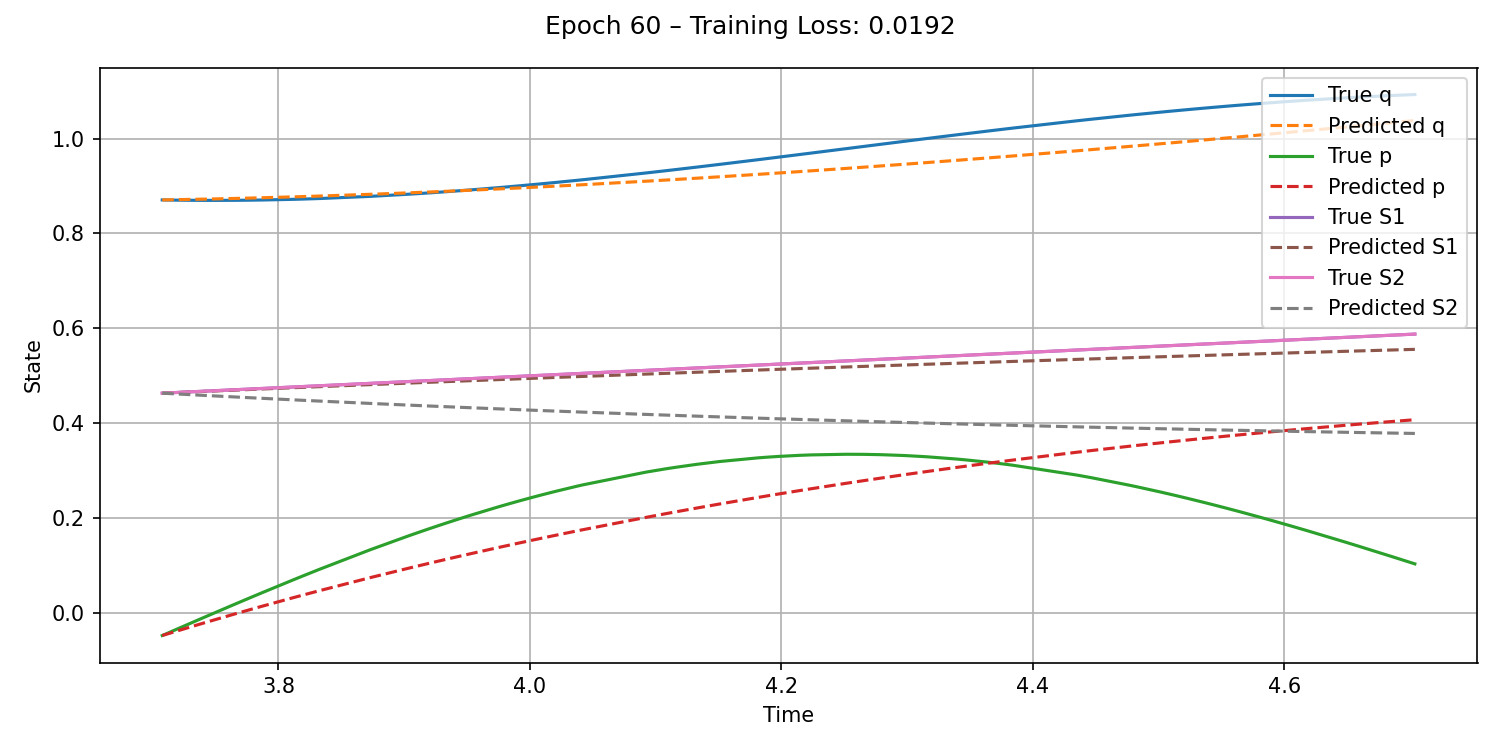 Epoch 60 – Training Loss: 0.0192
True q
Predicted q
True p
Predicted p
True S1
Predicted S1
True S2
Predicted S2
State
1.0
0.8
0.6
0.4
0.2
0.0
3.8 4.0 4.2 4.4 4.6
Time